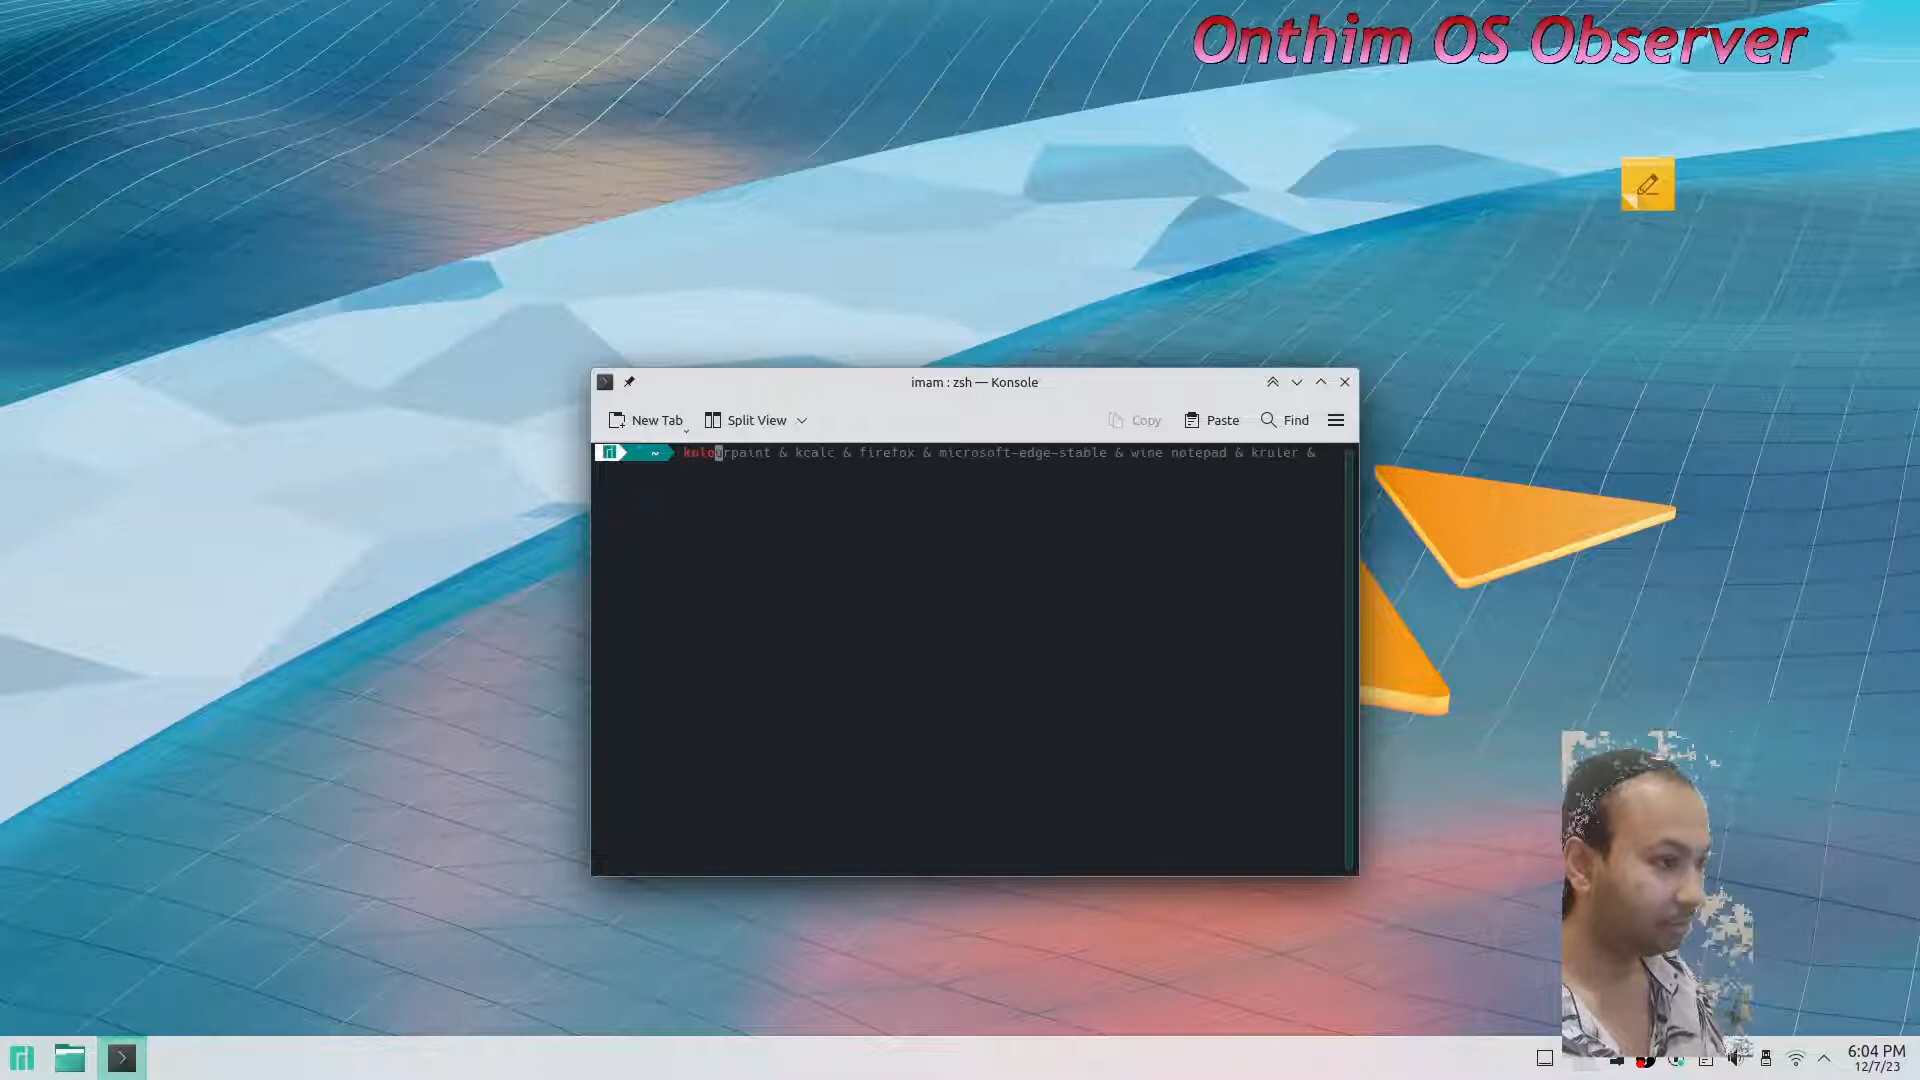 Onthim OS Observer
imam : zsh — Konsole
New Tab Split View Copy Paste Find
~ kolourpaint & kcalc & firefox & microsoft-edge-stable & wine notepad & kruler &
6:04 PM
12/7/23